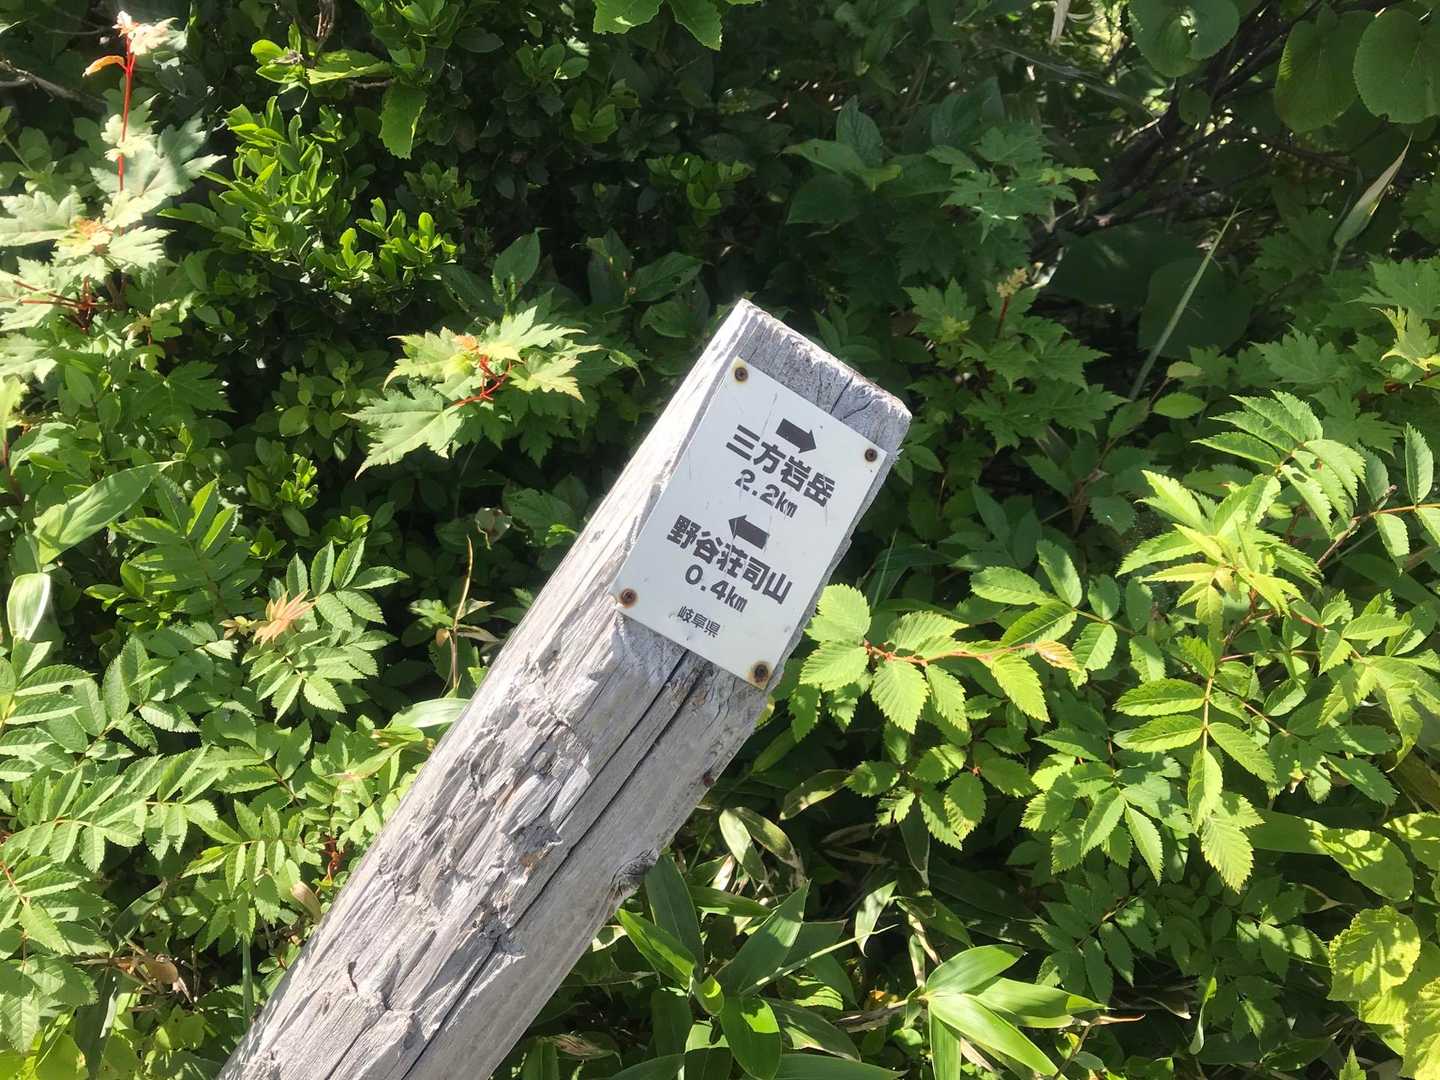 ➡
三方岩岳
2.2km
⬅
野谷荘司山
0.4km
岐阜県